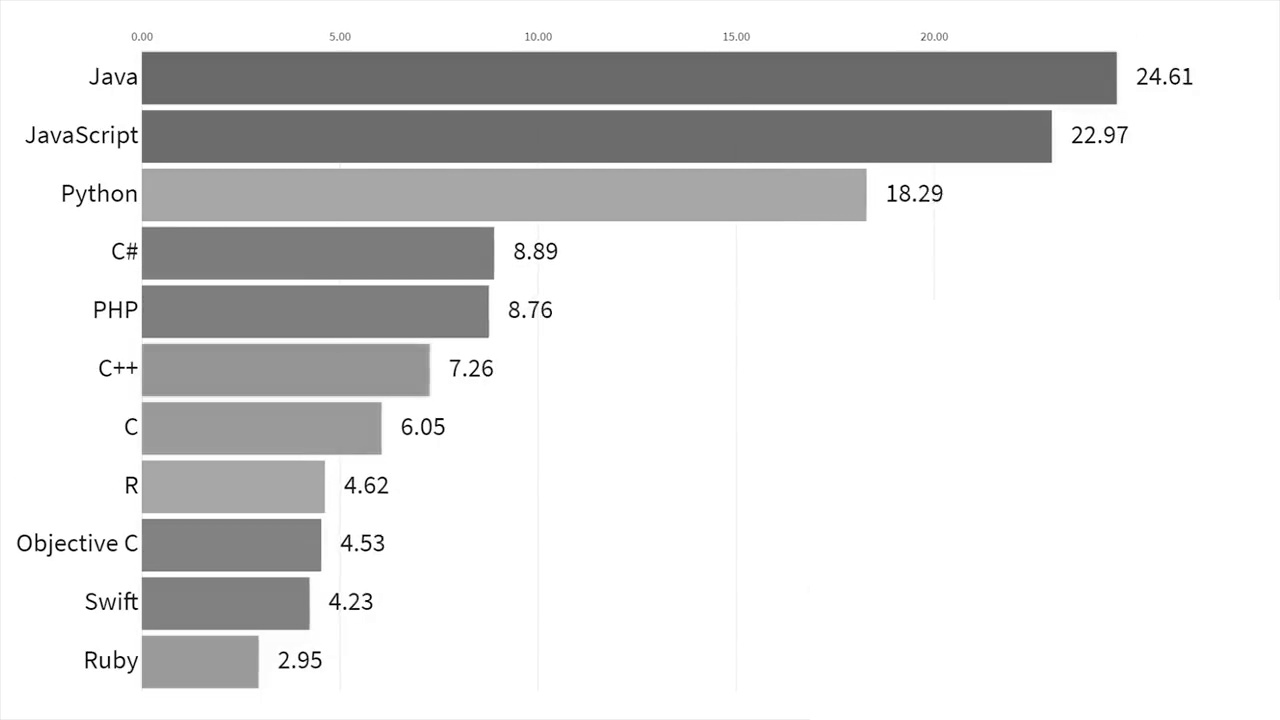 0.00 5.00 10.00 15.00 20.00
Java 24.61
JavaScript 22.97
Python 18.29
C# 8.89
PHP 8.76
C++ 7.26
C 6.05
R 4.62
Objective C 4.53
Swift 4.23
Ruby 2.95